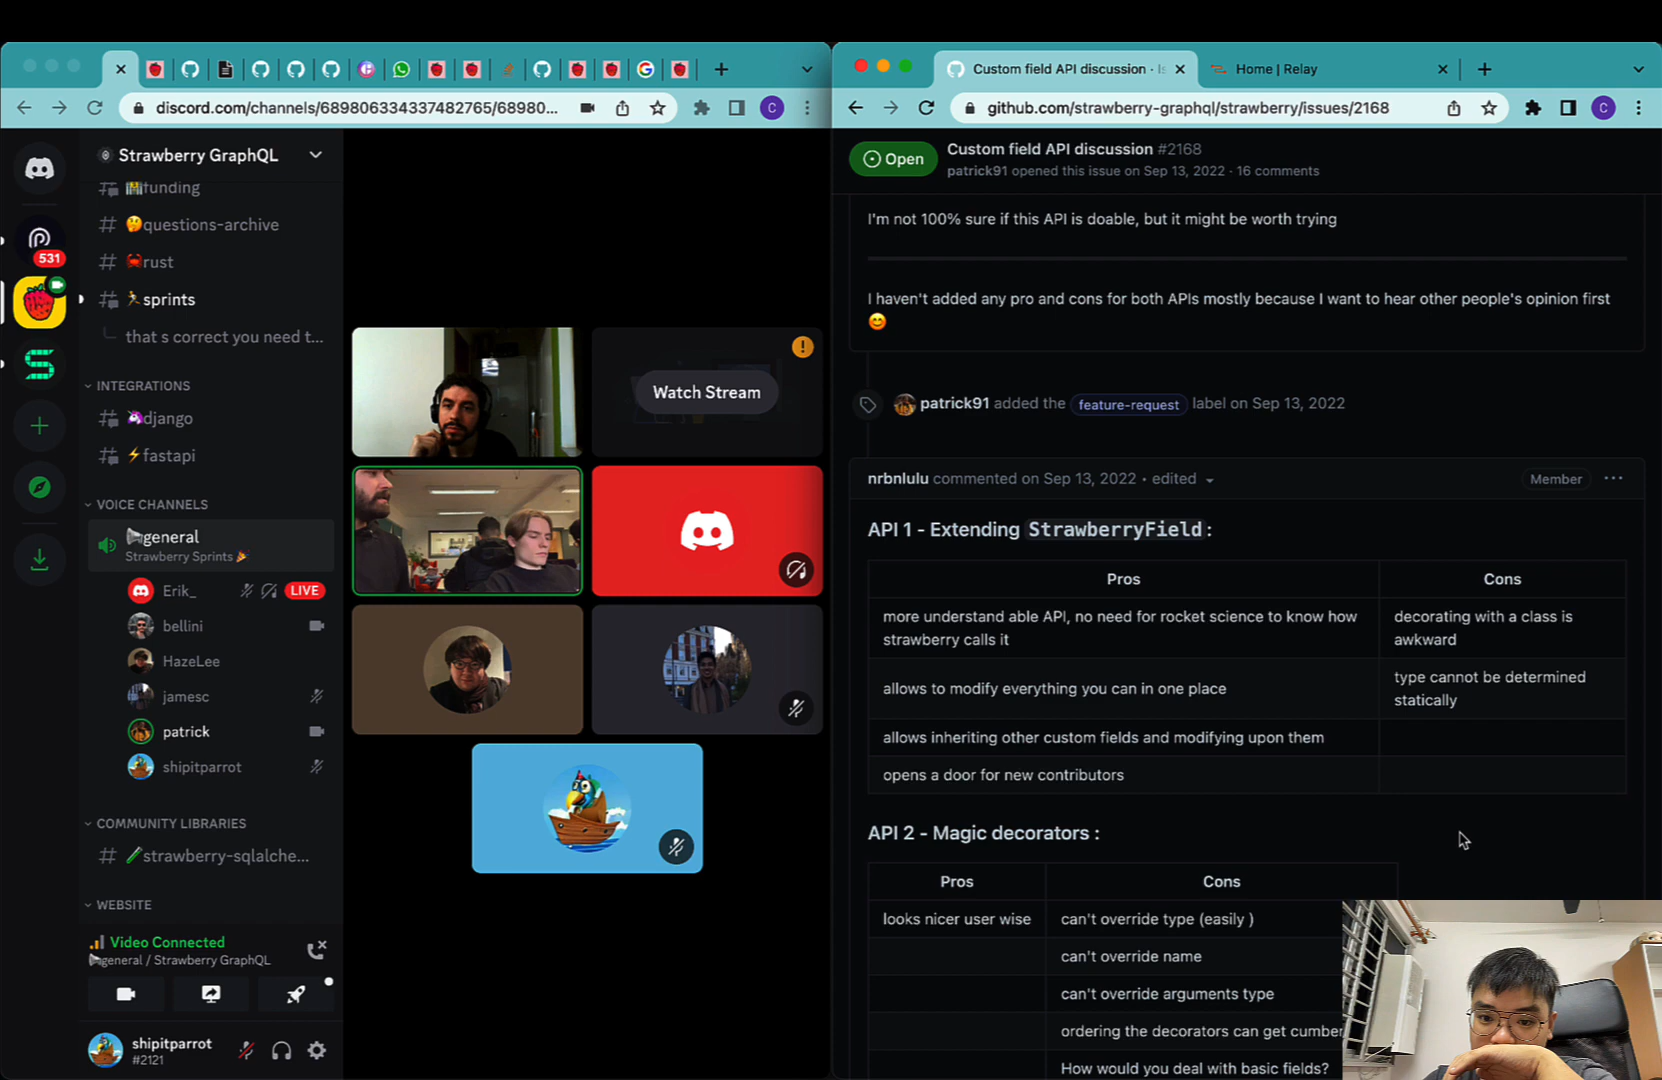 discord.com/channels/689806334337482765/68980...
C
Strawberry GraphQL
funding
# questions-archive
# rust
sprints
that s correct you need t...
531
INTEGRATIONS
django
fastapi
VOICE CHANNELS
general
Strawberry Sprints
Erik_
LIVE
bellini
HazeLee
jamesc
patrick
shipitparrot
COMMUNITY LIBRARIES
# strawberry-sqlalche...
WEBSITE
Video Connected
general / Strawberry GraphQL
shipitparrot
#2121
Watch Stream
Custom field API discussion · Is
Home | Relay
github.com/strawberry-graphql/strawberry/issues/2168
C
Open
Custom field API discussion #2168
patrick91 opened this issue on Sep 13, 2022 · 16 comments
I'm not 100% sure if this API is doable, but it might be worth trying
I haven't added any pro and cons for both APIs mostly because I want to hear other people's opinion first
😊
patrick91 added the feature-request label on Sep 13, 2022
nrbnlulu commented on Sep 13, 2022 • edited
Member
API 1 - Extending StrawberryField:
Pros
Cons
more understand able API, no need for rocket science to know how
strawberry calls it
decorating with a class is
awkward
allows to modify everything you can in one place
type cannot be determined
statically
allows inheriting other custom fields and modifying upon them
opens a door for new contributors
API 2 - Magic decorators :
Pros
Cons
looks nicer user wise
can't override type (easily )
can't override name
can't override arguments type
ordering the decorators can get cumber
How would you deal with basic fields?